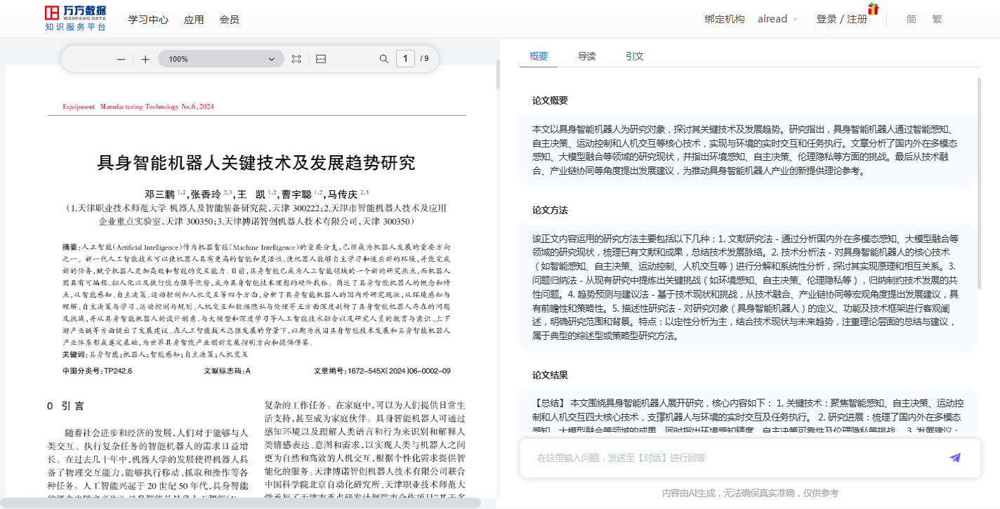 万方数据
WANFANG DATA
知识服务平台
学习中心 应用 会员
绑定机构 airead 登录 / 注册 简 繁
100%
1 / 9
Equipment Manufacturing Technology No.6,2024
具身智能机器人关键技术及发展趋势研究
邓三鹏 1,2,张香玲 2,3,王 凯 1,2,曹宇聪 1,2,马传庆 2,3
(1.天津职业技术师范大学 机器人及智能装备研究院,天津 300222;2.天津市智能机器人技术及应用
企业重点实验室,天津 300350;3.天津博诺智创机器人技术有限公司,天津 300350)
摘要:人工智能(Artificial Intelligence)作为机器智能(Machine Intelligence)的重要分支,已经成为机器人发展的重要方向
之一。新一代人工智能技术可以使机器人具有更高的智能和灵活性,使机器人能够自主学习和适应新的环境,并能完成
新的任务,赋予机器人更加高效和智能的交互能力。目前,具身智能已成为人工智能领域的一个新的研究热点,而机器人
因具有可编程、拟人化以及执行能力强等优势,成为具身智能技术理想的硬件载体。简述了具身智能机器人的概念和特
点,从智能感知、自主决策、运动控制和人机交互等四个方面,分析了具身智能机器人的国内外研究现状,从环境感知与
理解、自主决策与学习、运动控制与规划、人机交互和数据隐私与伦理等五方面深度剖析了具身智能机器人存在的问题
及挑战,并从具身智能机器人的设计创意、与大模型和深度学习等人工智能技术融合以及研究人员的教育与意识、上下
游产业链等方面提出了发展建议。在人工智能技术迅猛发展的背景下,以期为我国具身智能技术发展和具身智能机器人
产业体系形成奠定基础,为世界具身智能产业创新发展指明方向和提供借鉴。
关键词:具身智能;机器人;智能感知;自主决策;人机交互
中图分类号:TP242.6 文献标志码:A 文章编号:1672-545X(2024)06-0002-09
0 引 言
随着社会进步和经济的发展,人们对于能够与人
类交互、执行复杂任务的智能机器人的需求日益增
长。在过去几十年中,机器人学的发展使得机器人具
备了物理交互能力,能够执行移动、抓取和操作等各
种任务。人工智能兴起于 20 世纪 50 年代,具身智能
复杂的工作任务。在家庭中,可以为人们提供日常生
活支持,甚至成为家庭伙伴。具身智能机器人可通过
感知环境以及理解人类语言和行为来识别和解释人
类情感表达、意图和需求,以实现人类与机器人之间
更为自然和高效的人机交互,根据个性化需求提供智
能化的服务。天津博诺智创机器人技术有限公司联合
中国科学院北京自动化研究所、天津职业技术师范大
概要 导读 引文
论文概要
本文以具身智能机器人为研究对象，探讨其关键技术及发展趋势。研究指出，具身智能机器人通过智能感知、
自主决策、运动控制和人机交互等核心技术，实现与环境的实时交互和任务执行。文章分析了国内外在多模态
感知、大模型融合等领域的研究现状，并指出环境感知、自主决策、伦理隐私等方面的挑战。最后从技术融
合、产业链协同等角度提出发展建议，为推动具身智能机器人产业创新提供理论参考。
论文方法
该正文内容运用的研究方法主要包括以下几种：1. 文献研究法 - 通过分析国内外在多模态感知、大模型融合等
领域的研究现状，梳理已有文献和成果，总结技术发展脉络。2. 技术分析法 - 对具身智能机器人的核心技术
（如智能感知、自主决策、运动控制、人机交互等）进行分解和系统性分析，探讨其实现原理和相互关系。3.
问题归纳法 - 从现有研究中提炼出关键挑战（如环境感知、自主决策、伦理隐私等），归纳制约技术发展的共
性问题。4. 趋势预测与建议法 - 基于技术现状和挑战，从技术融合、产业链协同等宏观角度提出发展建议，具
有前瞻性和策略性。5. 描述性研究法 - 对研究对象（具身智能机器人）的定义、功能及技术框架进行客观阐
述，明确研究范围和背景。特点：以定性分析为主，结合技术现状与未来趋势，注重理论层面的总结与建议，
属于典型的综述型或策略型研究方法。
论文结果
【总结】 本文围绕具身智能机器人展开研究，核心内容如下： 1. 关键技术：聚焦智能感知、自主决策、运动控
制和人机交互四大核心技术，支撑机器人与环境的实时交互及任务执行。 2. 研究进展：梳理了国内外在多模态
感知、大模型融合等领域的成果，同时指出环境感知精度、自主决策可靠性及伦理隐私等挑战。 3. 发展建议：
在这里输入问题，发送至【对话】进行回答
内容由AI生成，无法确保真实准确，仅供参考